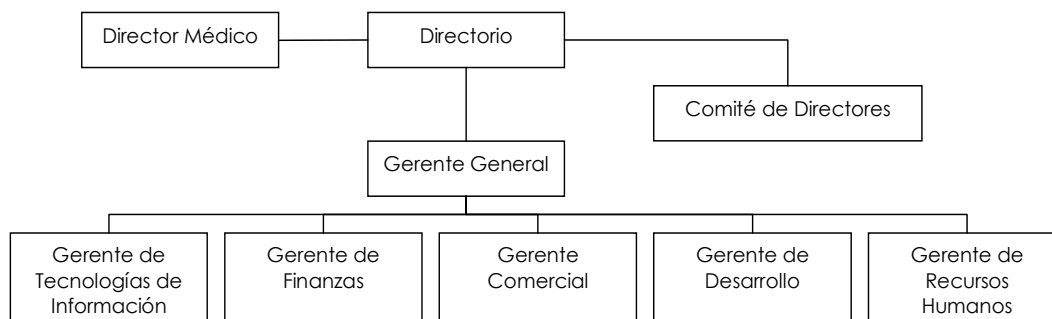 Director Médico
Directorio
Comité de Directores
Gerente General
Gerente de
Tecnologías de
Información
Gerente de
Finanzas
Gerente
Comercial
Gerente de
Desarrollo
Gerente de
Recursos
Humanos